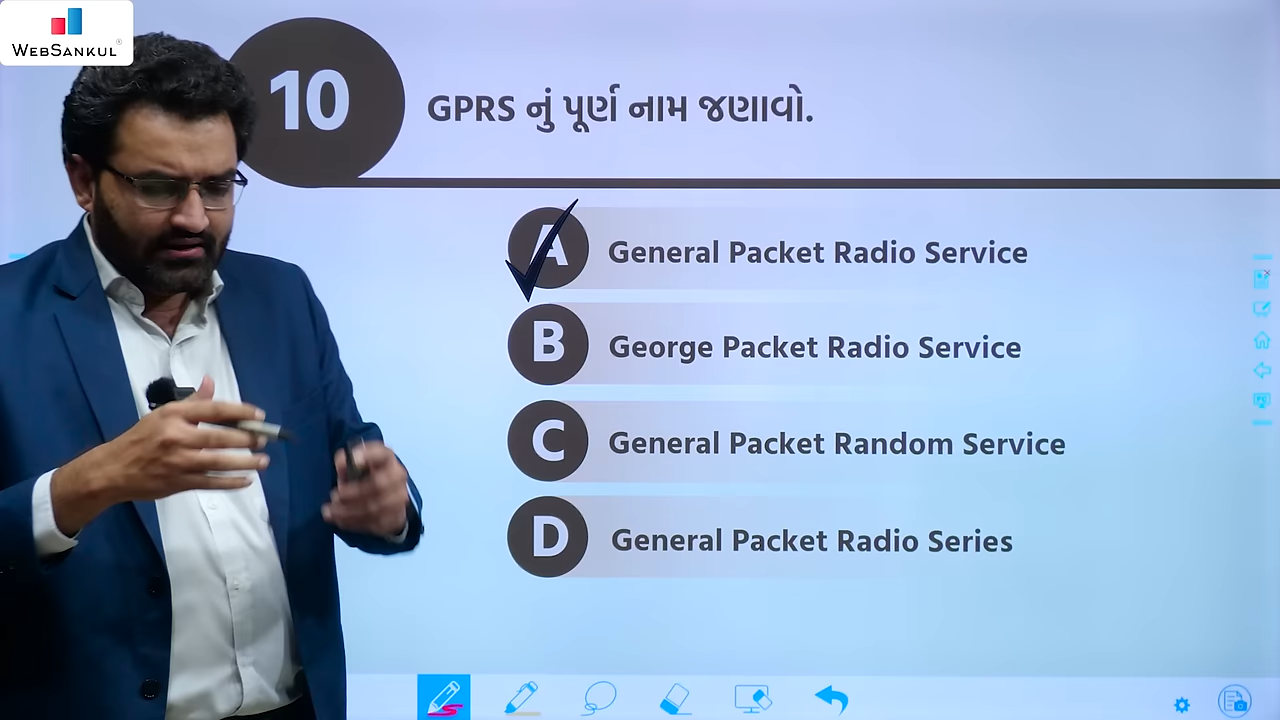 WEBSANKUL
10
GPRS નું પૂર્ણ નામ જણાવો.
A General Packet Radio Service
B George Packet Radio Service
C General Packet Random Service
D General Packet Radio Series